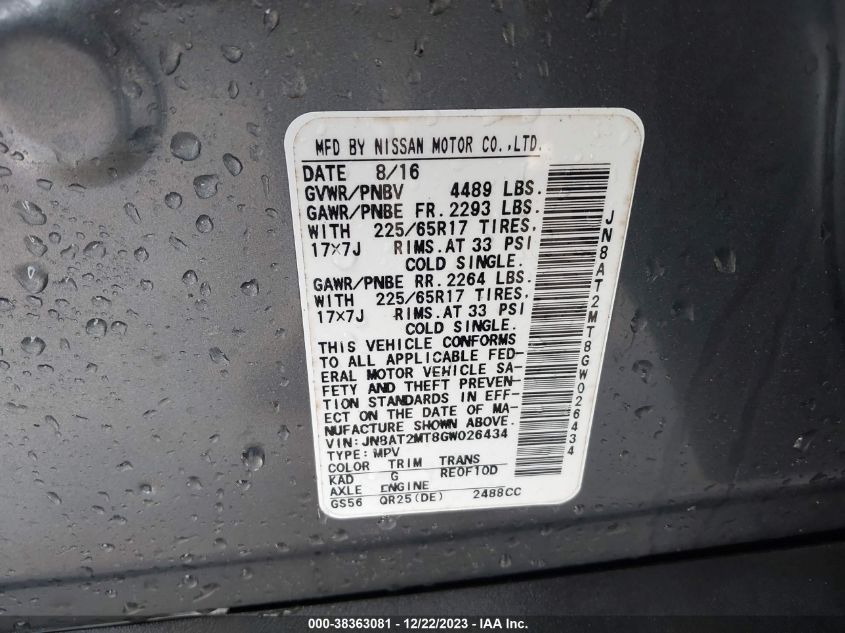 MFD BY NISSAN MOTOR CO.,LTD.
DATE 8/16
GVWR/PNBV 4489 LBS.
GAWR/PNBE FR. 2293 LBS.
WITH 225/65R17 TIRES,
17×7J RIMS.AT 33 PSI
COLD SINGLE.
GAWR/PNBE RR. 2264 LBS.
WITH 225/65R17 TIRES,
17×7J RIMS.AT 33 PSI
COLD SINGLE.
THIS VEHICLE CONFORMS
TO ALL APPLICABLE FED-
ERAL MOTOR VEHICLE SA-
FETY AND THEFT PREVEN-
TION STANDARDS IN EFF-
ECT ON THE DATE OF MA-
NUFACTURE SHOWN ABOVE.
VIN: JN8AT2MT8GW026434
TYPE: MPV
COLOR TRIM TRANS
KAD G RE0F10D
AXLE ENGINE
GS56 QR25(DE) 2488CC
JN8AT2MT8GW026434
000-38363081 - 12/22/2023 - IAA Inc.